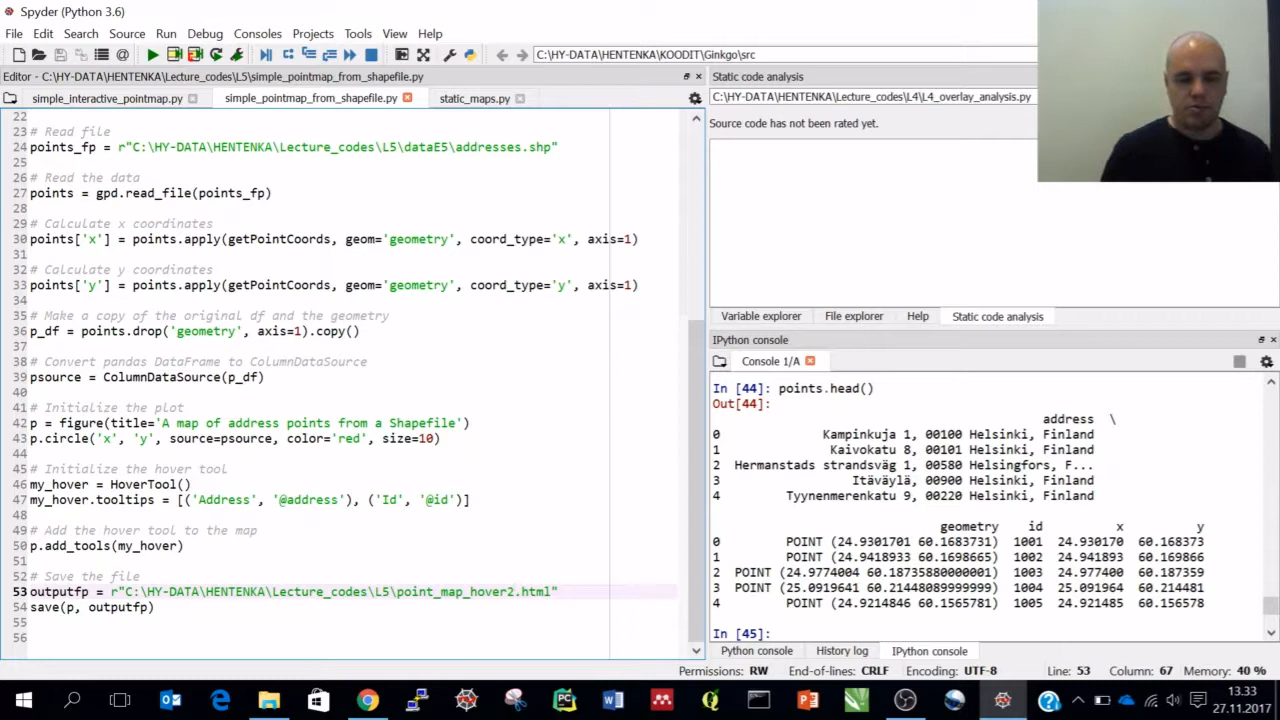 Spyder (Python 3.6)
File Edit Search Source Run Debug Consoles Projects Tools View Help
C:\HY-DATA\HENTENKA\KOODIT\Ginkgo\src
Editor - C:\HY-DATA\HENTENKA\Lecture_codes\L5\simple_pointmap_from_shapefile.py
simple_interactive_pointmap.py simple_pointmap_from_shapefile.py static_maps.py
22
23 # Read file
24 points_fp = r"C:\HY-DATA\HENTENKA\Lecture_codes\L5\dataE5\addresses.shp"
25
26 # Read the data
27 points = gpd.read_file(points_fp)
28
29 # Calculate x coordinates
30 points['x'] = points.apply(getPointCoords, geom='geometry', coord_type='x', axis=1)
31
32 # Calculate y coordinates
33 points['y'] = points.apply(getPointCoords, geom='geometry', coord_type='y', axis=1)
34
35 # Make a copy of the original df and the geometry
36 p_df = points.drop('geometry', axis=1).copy()
37
38 # Convert pandas DataFrame to ColumnDataSource
39 psource = ColumnDataSource(p_df)
40
41 # Initialize the plot
42 p = figure(title='A map of address points from a Shapefile')
43 p.circle('x', 'y', source=psource, color='red', size=10)
44
45 # Initialize the hover tool
46 my_hover = HoverTool()
47 my_hover.tooltips = [('Address', '@address'), ('Id', '@id')]
48
49 # Add the hover tool to the map
50 p.add_tools(my_hover)
51
52 # Save the file
53 outputfp = r"C:\HY-DATA\HENTENKA\Lecture_codes\L5\point_map_hover2.html"
54 save(p, outputfp)
55
56
Static code analysis
C:\HY-DATA\HENTENKA\Lecture_codes\L4\L4_overlay_analysis.py
Source code has not been rated yet.
Variable explorer File explorer Help Static code analysis
IPython console
Console 1/A
In [44]: points.head()
Out[44]:
address \
0 Kampinkuja 1, 00100 Helsinki, Finland
1 Kaivokatu 8, 00101 Helsinki, Finland
2 Hermanstads strandsväg 1, 00580 Helsingfors, F...
3 Itäväylä, 00900 Helsinki, Finland
4 Tyynenmerenkatu 9, 00220 Helsinki, Finland
geometry id x y
0 POINT (24.9301701 60.1683731) 1001 24.930170 60.168373
1 POINT (24.9418933 60.1698665) 1002 24.941893 60.169866
2 POINT (24.9774004 60.18735880000001) 1003 24.977400 60.187359
3 POINT (25.0919641 60.21448089999999) 1004 25.091964 60.214481
4 POINT (24.9214846 60.1565781) 1005 24.921485 60.156578
In [45]:
Python console History log IPython console
Permissions: RW End-of-lines: CRLF Encoding: UTF-8 Line: 53 Column: 67 Memory: 40 %
13.33
27.11.2017